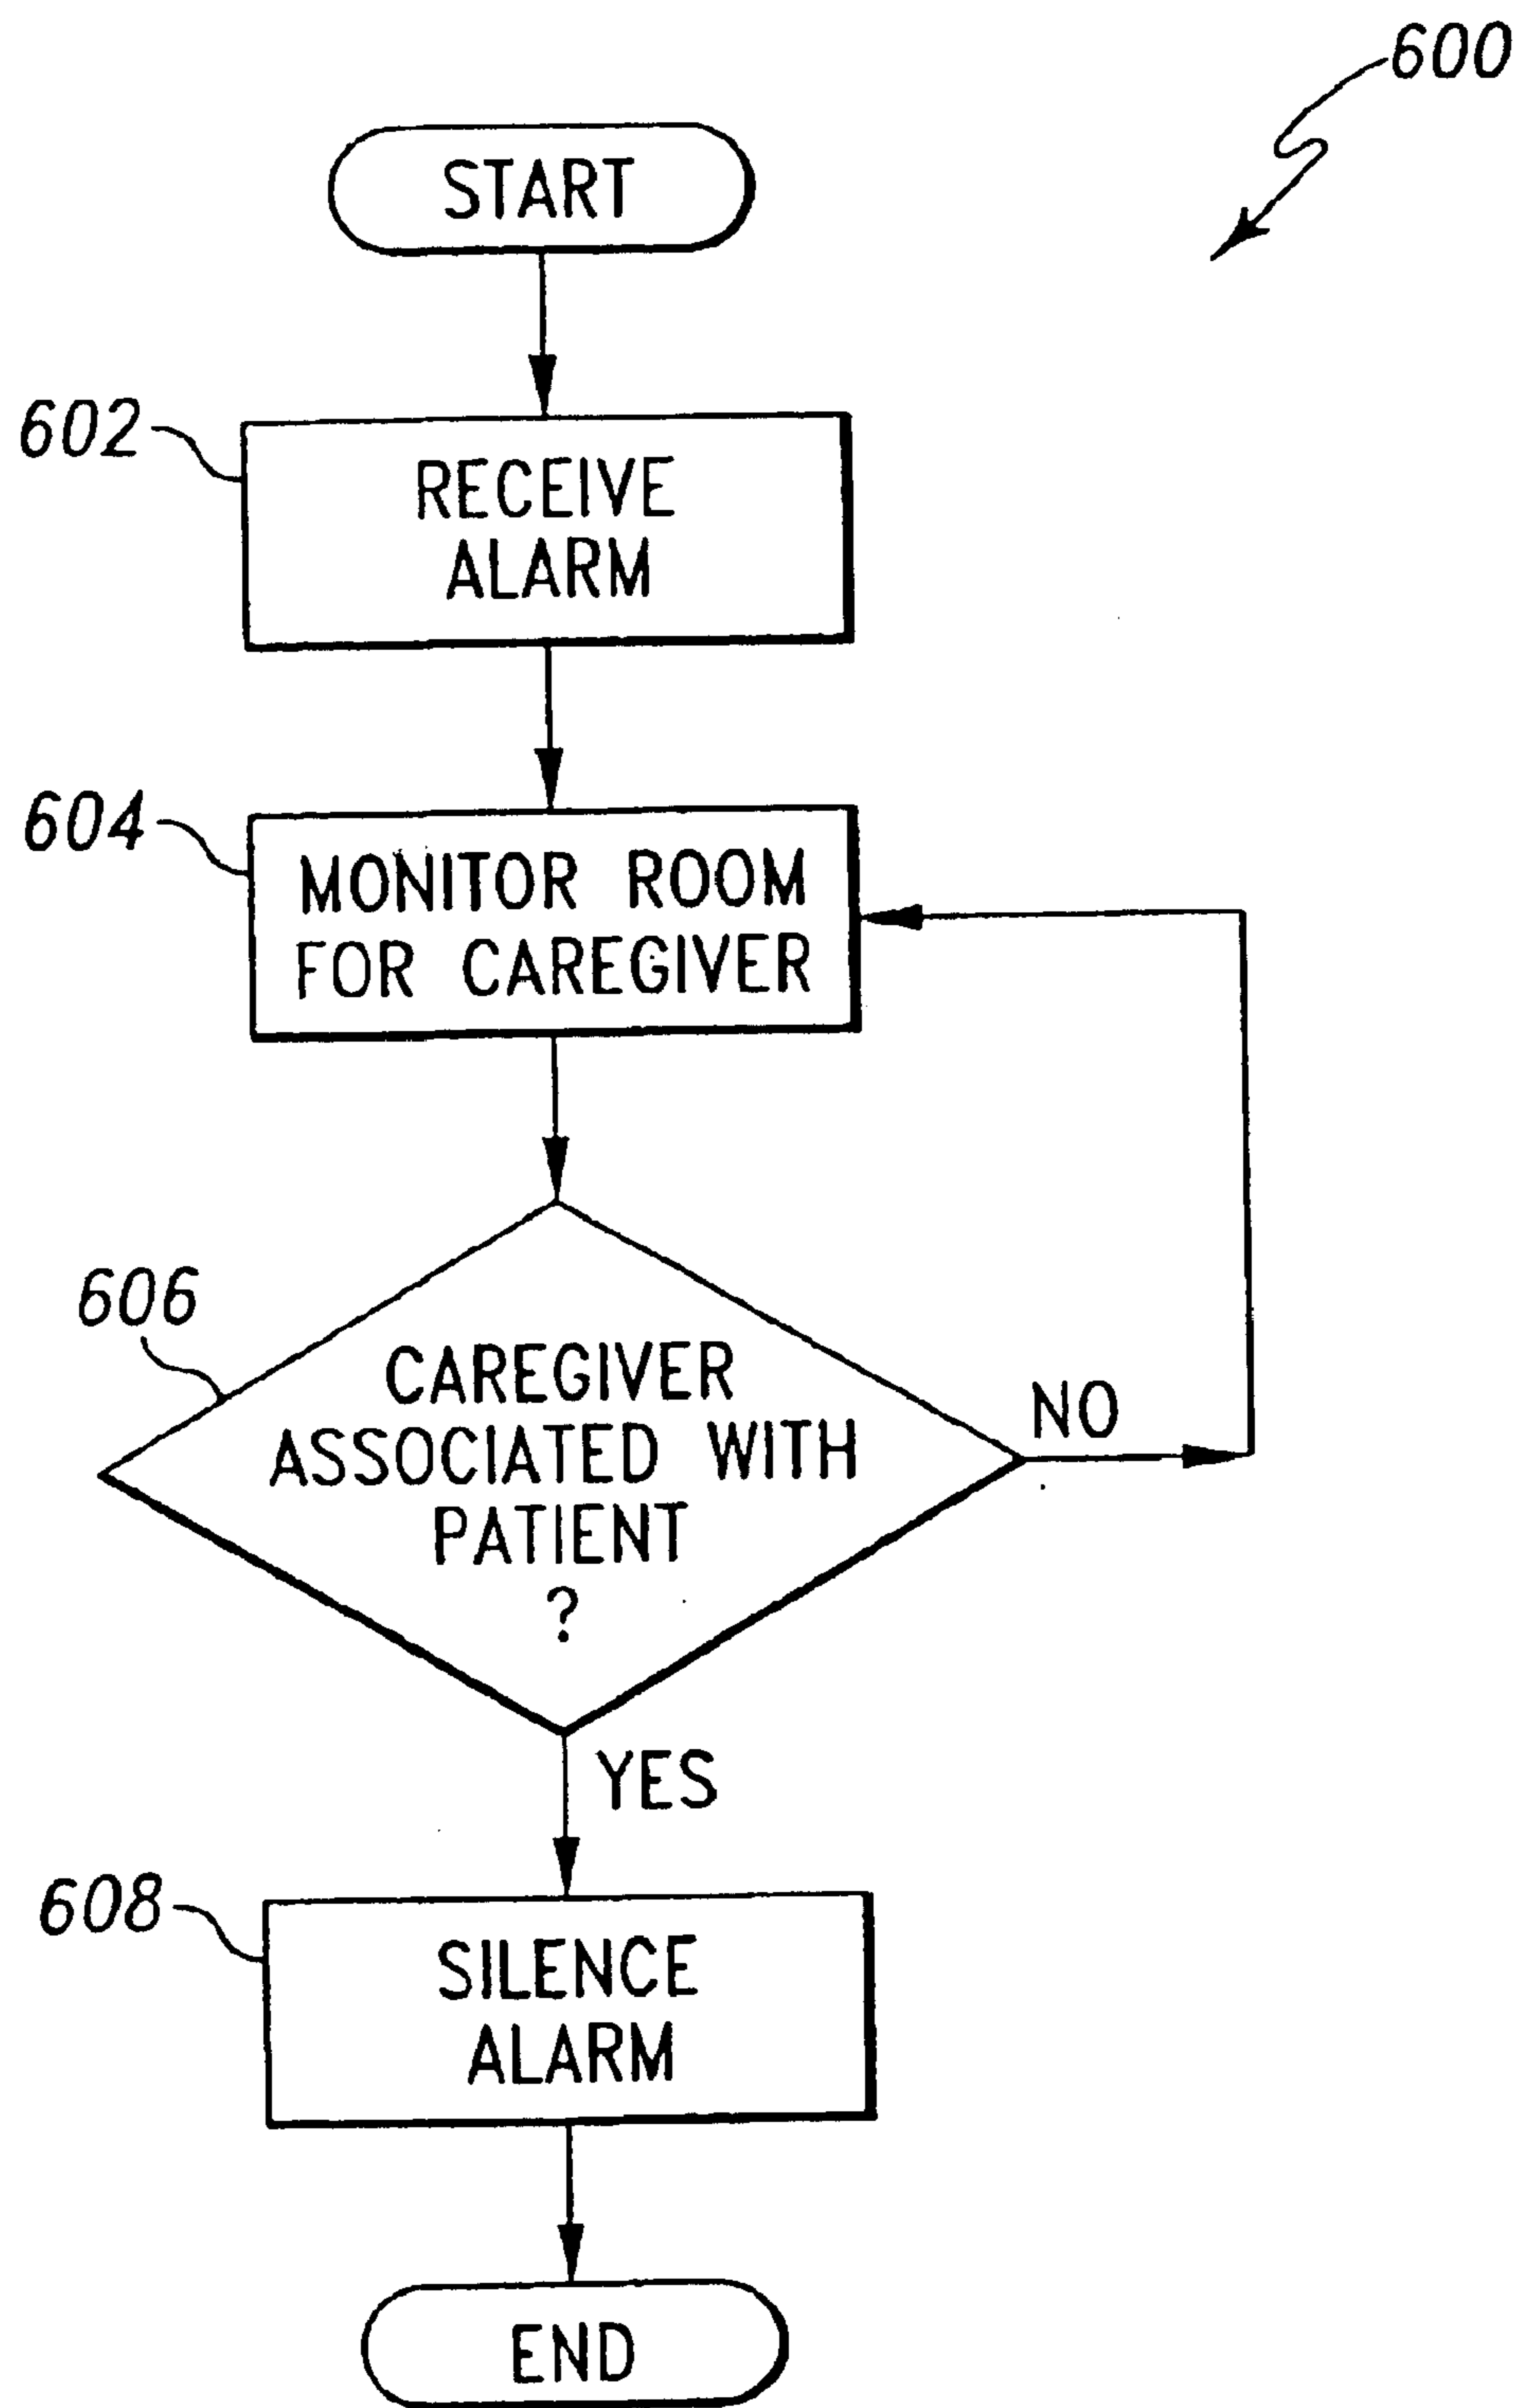 600
START
602
RECEIVE
ALARM
604
MONITOR ROOM
FOR CAREGIVER
606
CAREGIVER
ASSOCIATED WITH
PATIENT
?
NO
YES
608
SILENCE
ALARM
END